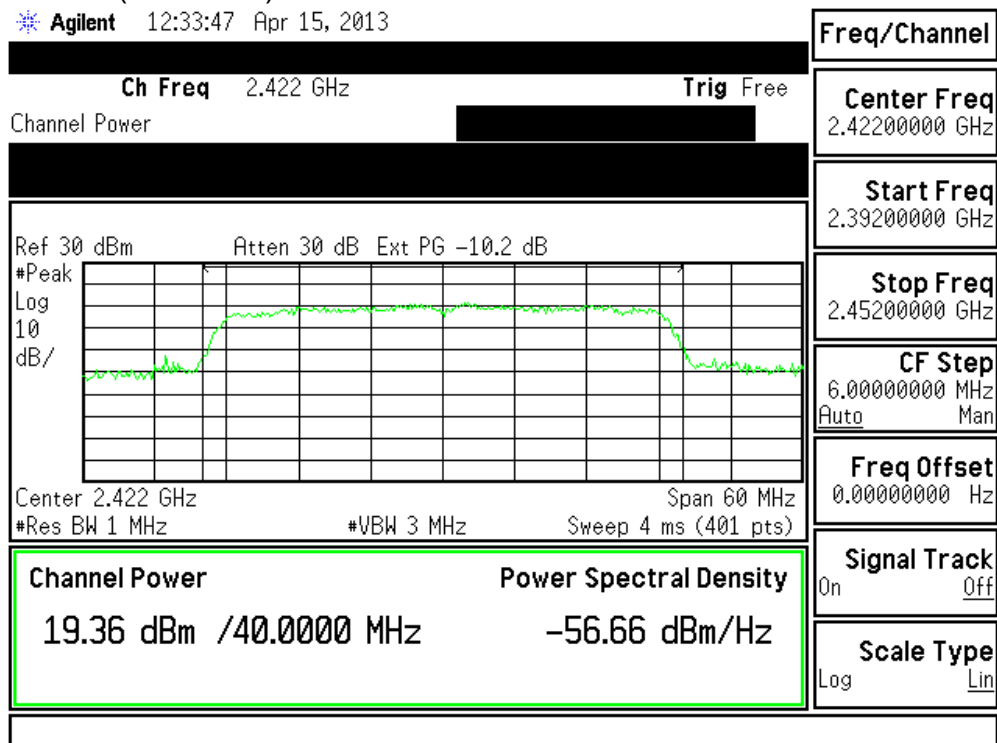 Agilent 12:33:47 Apr 15, 2013
Ch Freq 2.422 GHz Trig Free
Channel Power
Ref 30 dBm Atten 30 dB Ext PG -10.2 dB
#Peak
Log
10
dB/
Center 2.422 GHz Span 60 MHz
#Res BW 1 MHz #VBW 3 MHz Sweep 4 ms (401 pts)
Channel Power Power Spectral Density
19.36 dBm /40.0000 MHz -56.66 dBm/Hz
Freq/Channel
Center Freq
2.42200000 GHz
Start Freq
2.39200000 GHz
Stop Freq
2.45200000 GHz
CF Step
6.00000000 MHz
Auto Man
Freq Offset
0.00000000 Hz
Signal Track
On Off
Scale Type
Log Lin